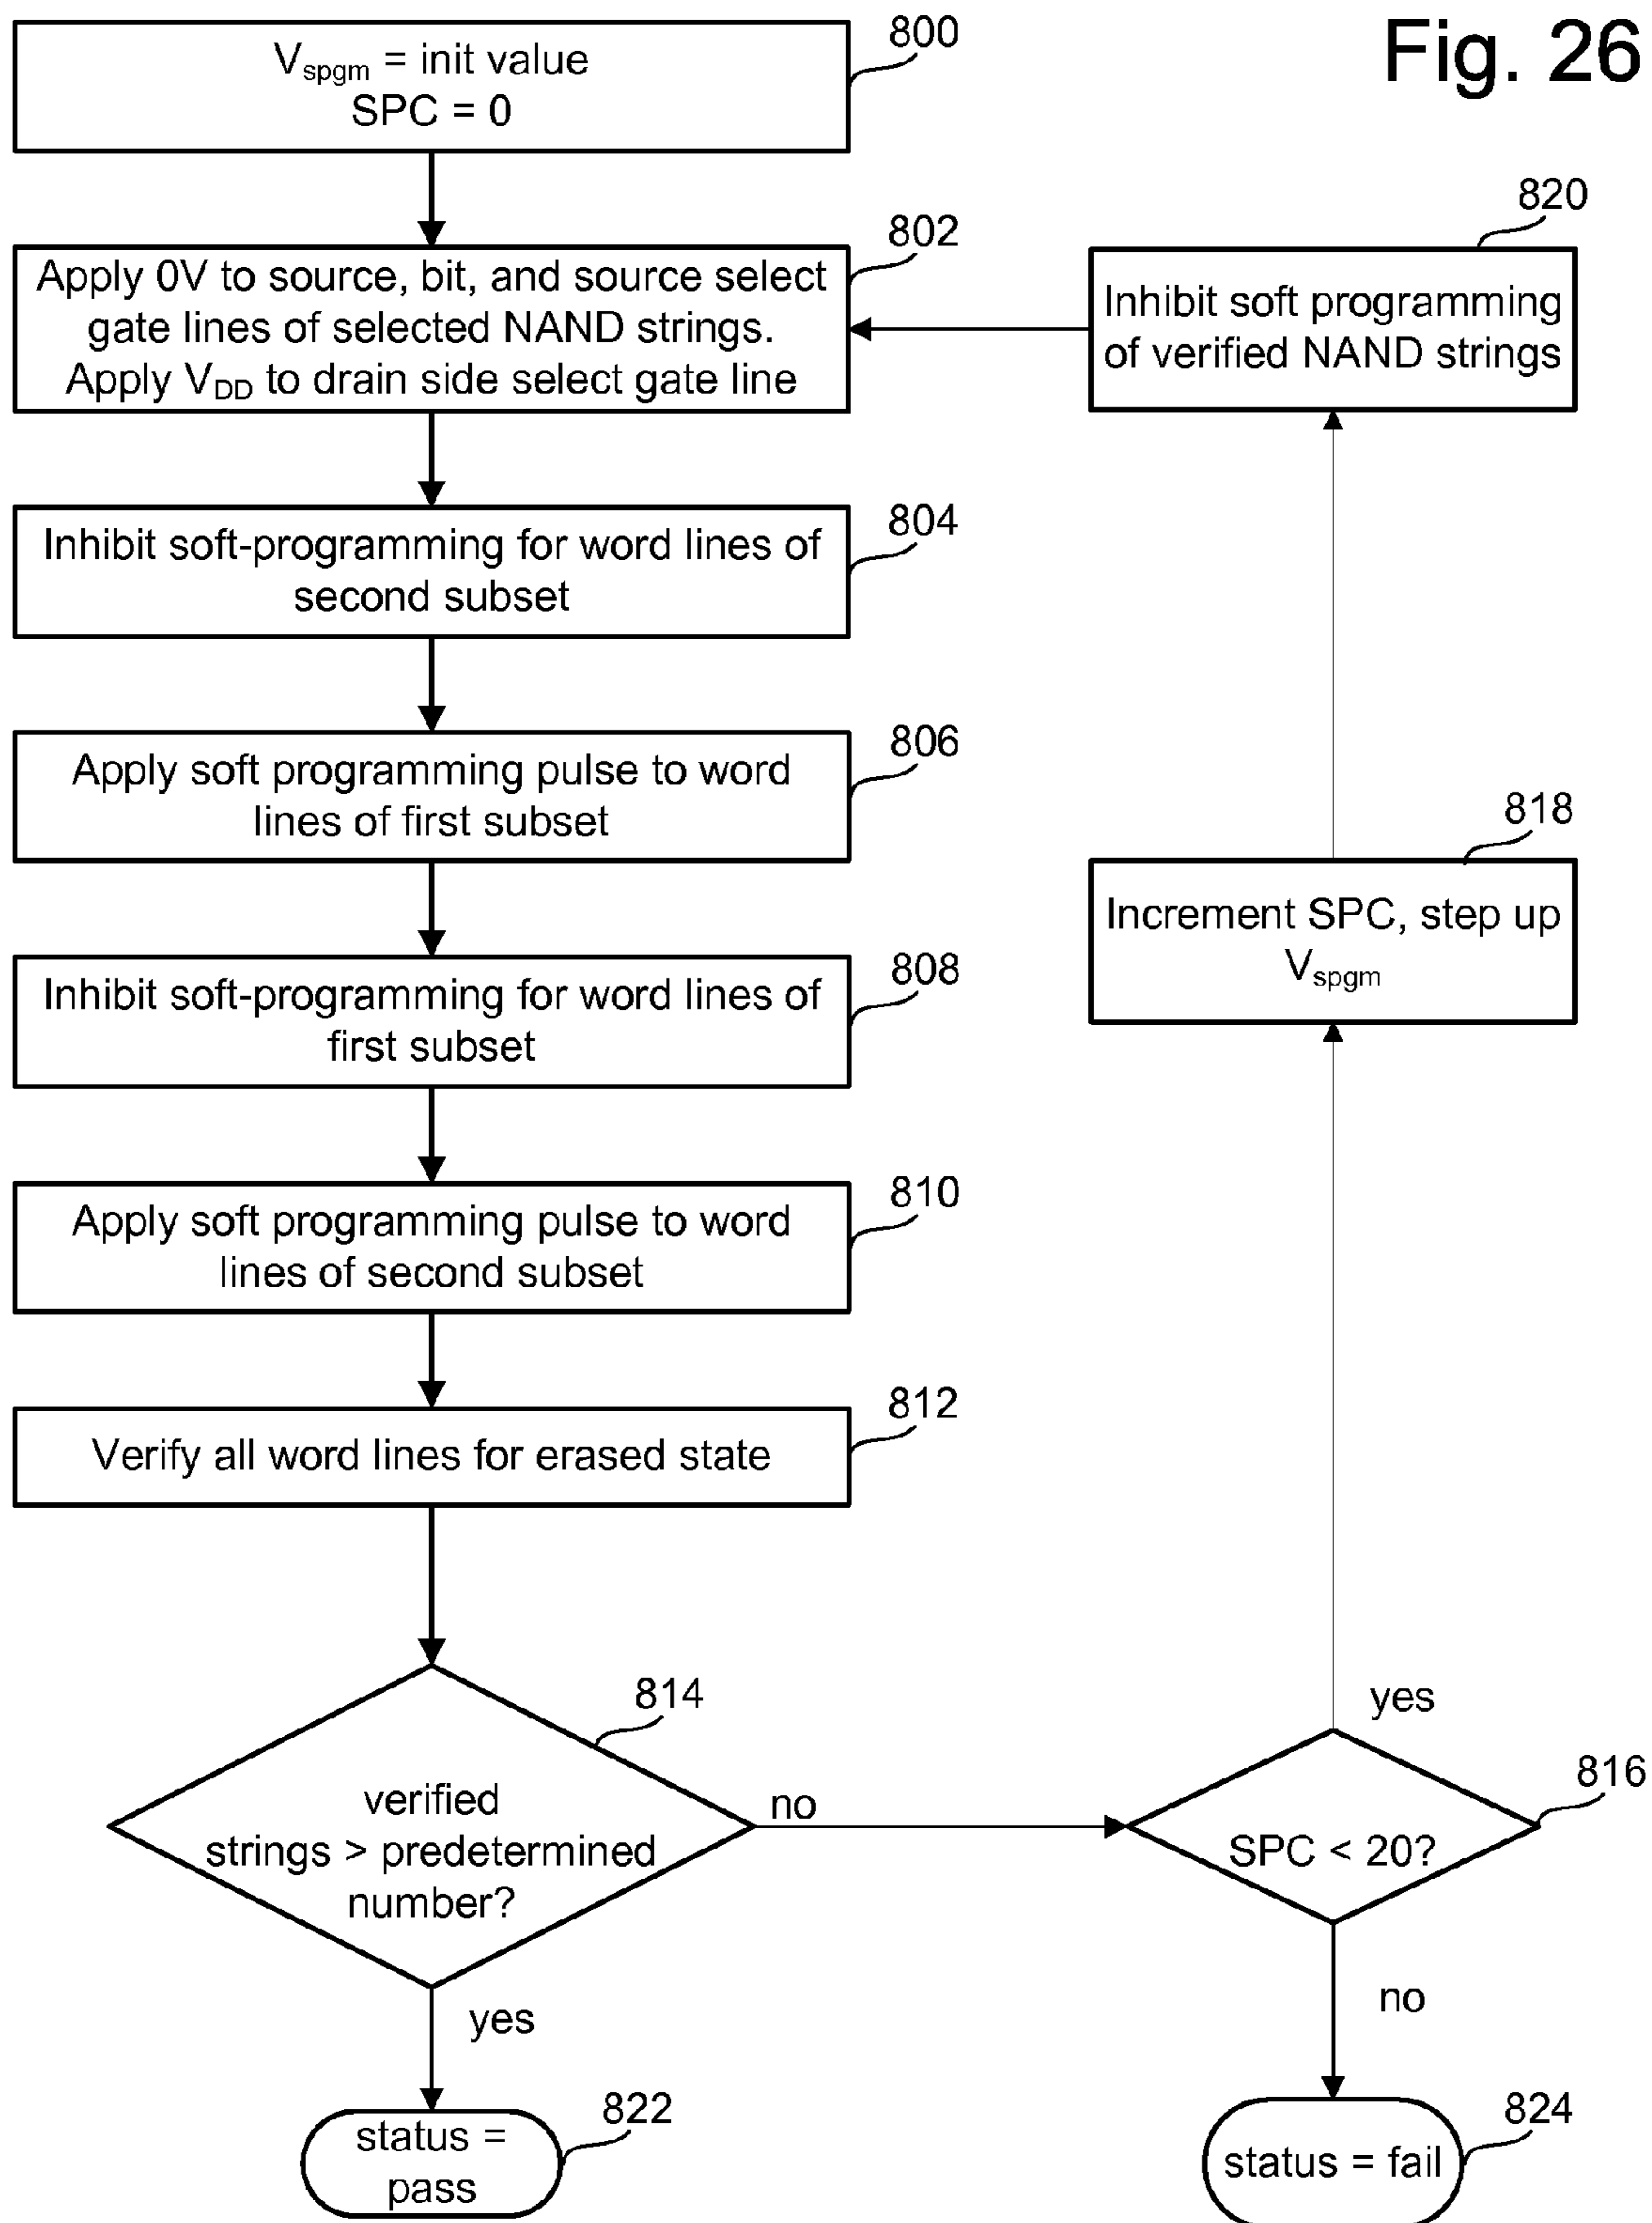 Fig. 26
800
V_spgm = init value
SPC = 0
802
Apply 0V to source, bit, and source select
gate lines of selected NAND strings.
Apply V_DD to drain side select gate line
804
Inhibit soft-programming for word lines of
second subset
806
Apply soft programming pulse to word
lines of first subset
808
Inhibit soft-programming for word lines of
first subset
810
Apply soft programming pulse to word
lines of second subset
812
Verify all word lines for erased state
814
verified
strings > predetermined
number?
no
yes
822
status =
pass
816
SPC < 20?
yes
no
824
status = fail
818
Increment SPC, step up
V_spgm
820
Inhibit soft programming
of verified NAND strings